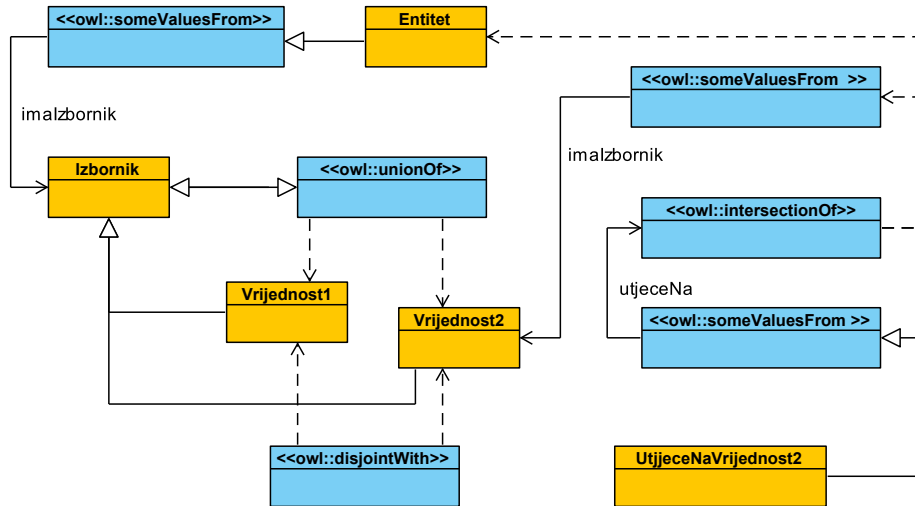 <<owl::someValuesFrom>>
Entitet
<<owl::someValuesFrom >>
imaIzbornik
imaIzbornik
Izbornik
<<owl::unionOf>>
<<owl::intersectionOf>>
utjeceNa
Vrijednost1
Vrijednost2
<<owl::someValuesFrom >>
<<owl::disjointWith>>
UtjjeceNaVrijednost2